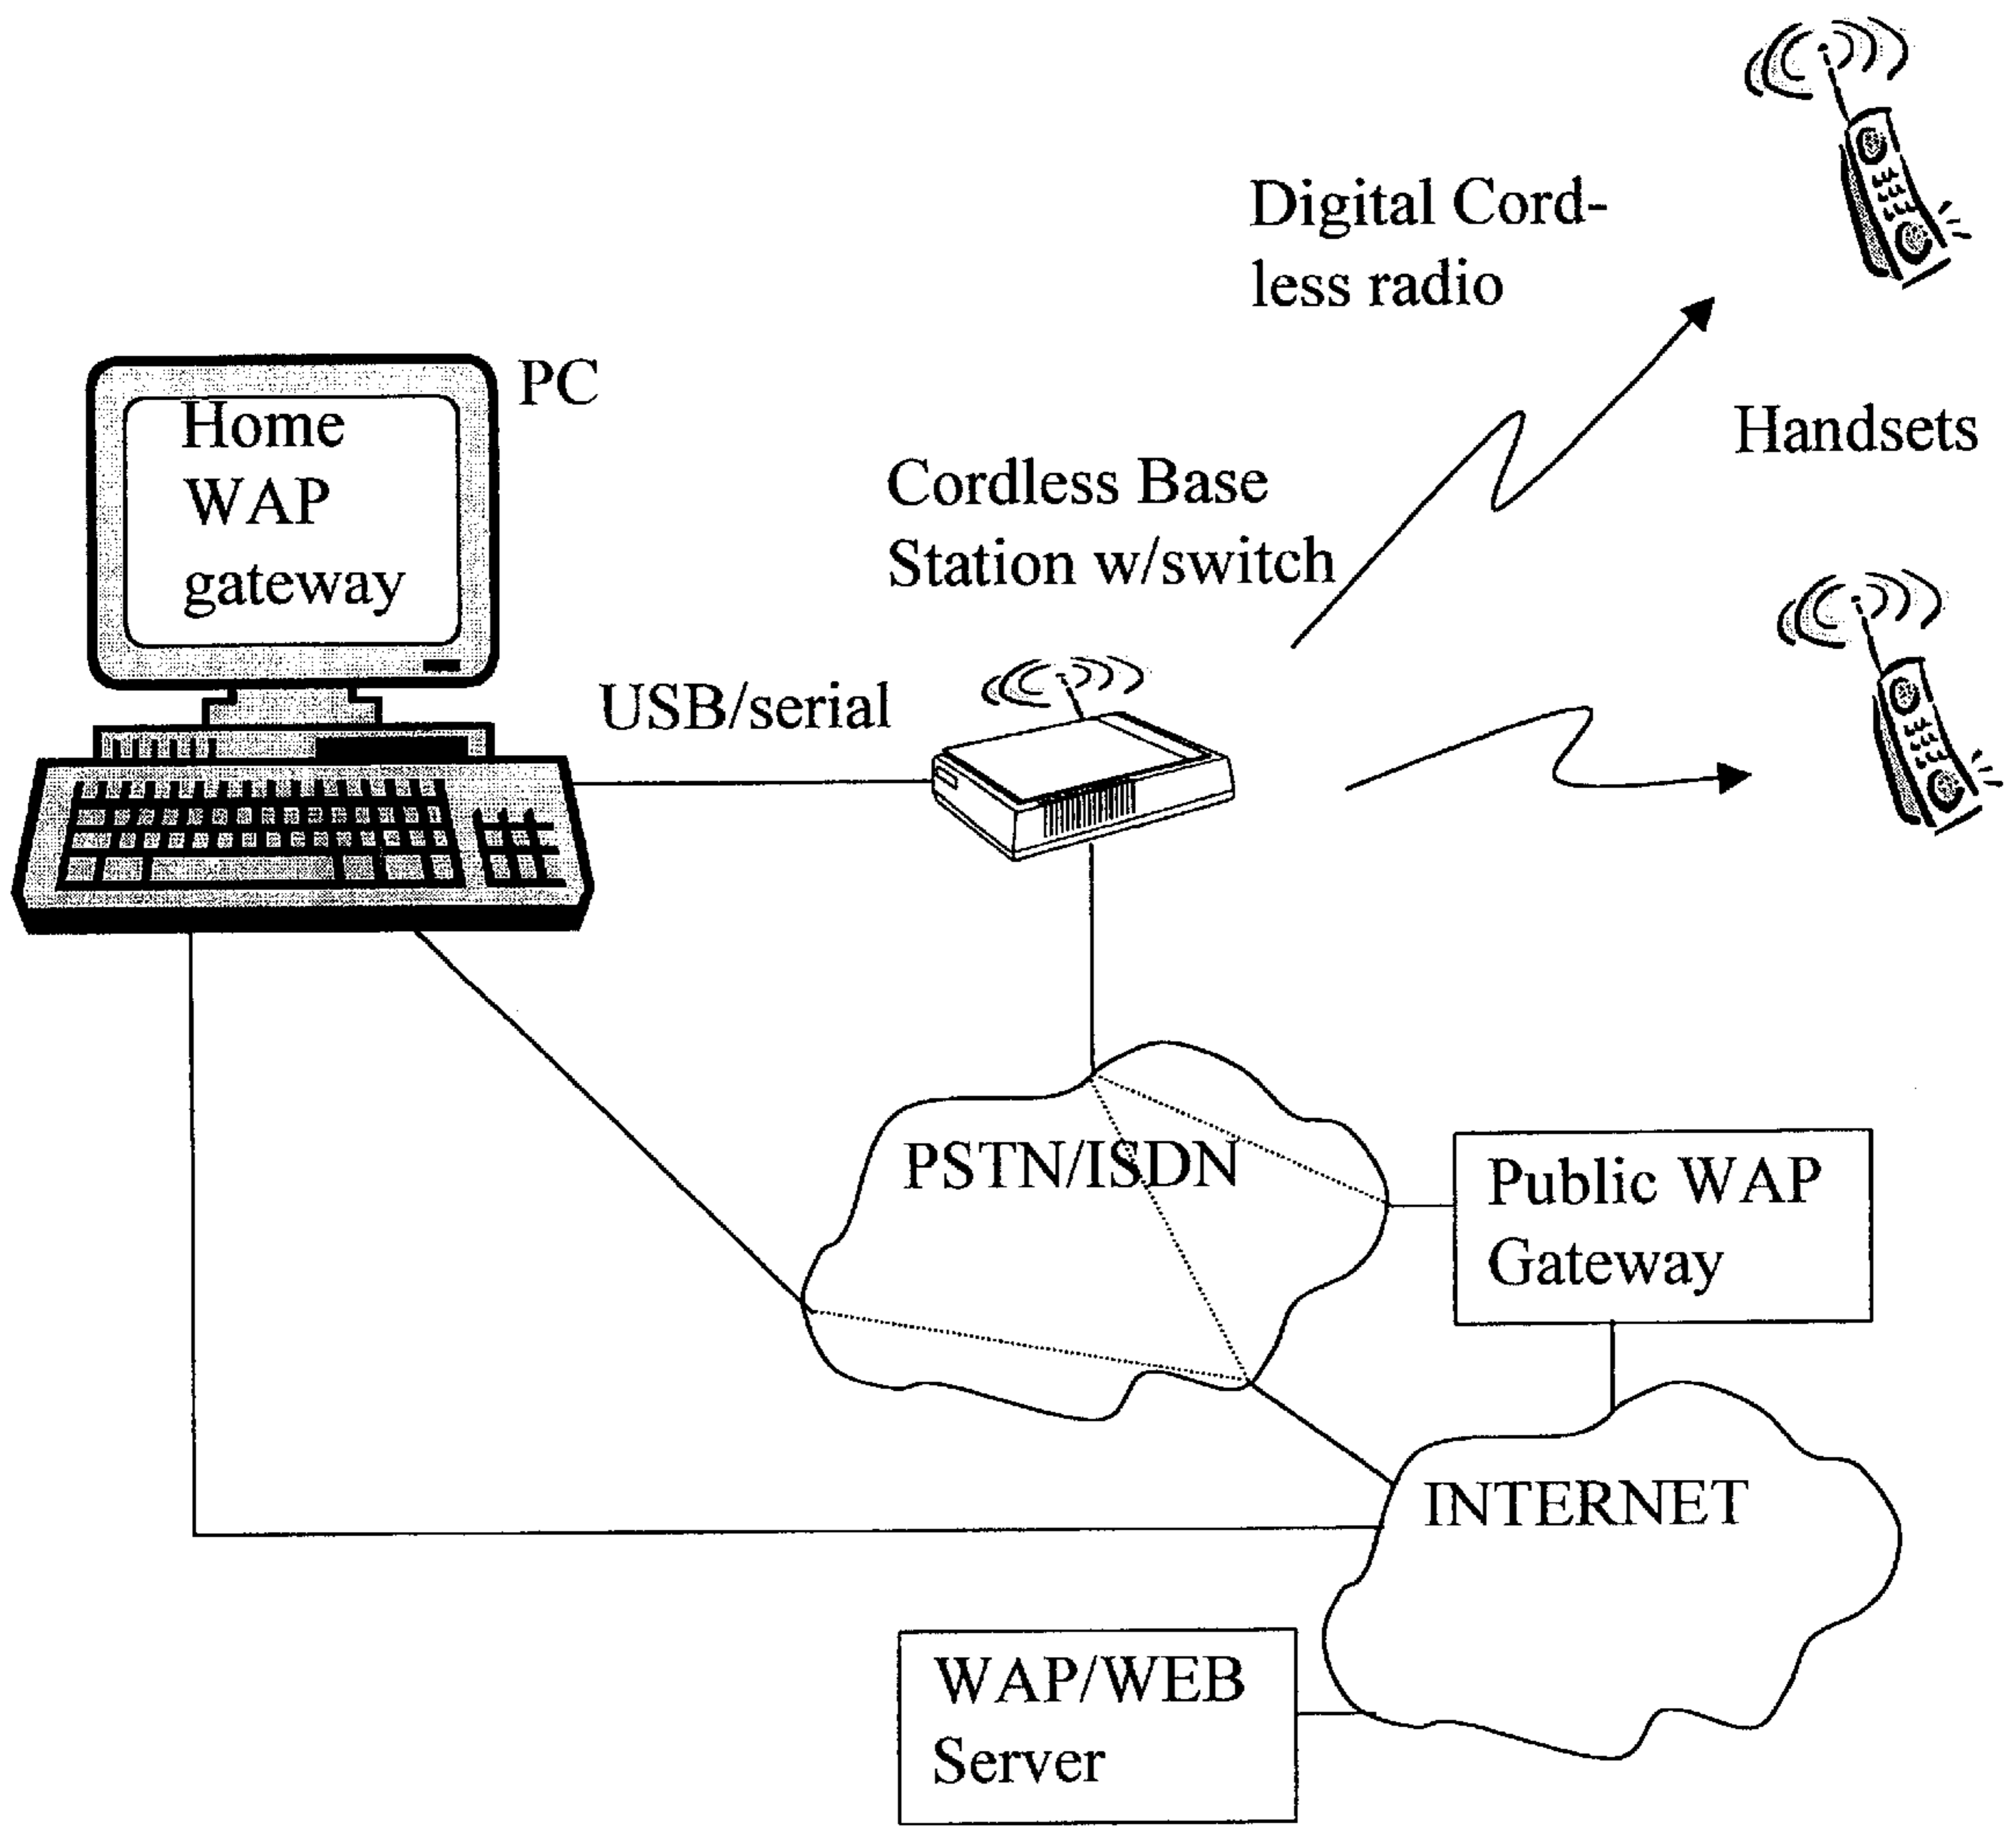 Digital Cord-
less radio
PC
Home
WAP
gateway
Handsets
Cordless Base
Station w/switch
USB/serial
PSTN/ISDN
Public WAP
Gateway
INTERNET
WAP/WEB
Server